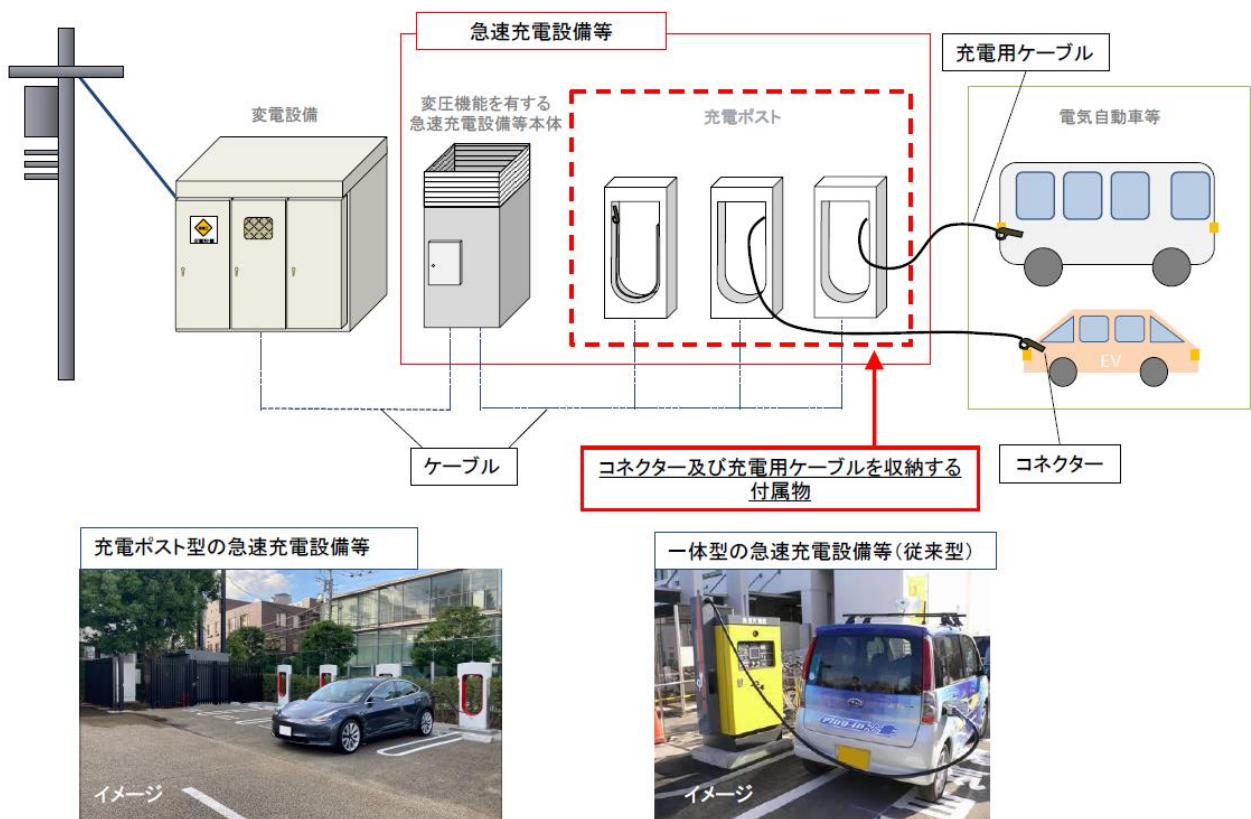 急速充電設備等
充電用ケーブル
変電設備
変圧機能を有する
急速充電設備等本体
充電ポスト
電気自動車等
EV
ケーブル
コネクター及び充電用ケーブルを収納する
付属物
コネクター
充電ポスト型の急速充電設備等
一体型の急速充電設備等(従来型)
Plug-in
イメージ
イメージ